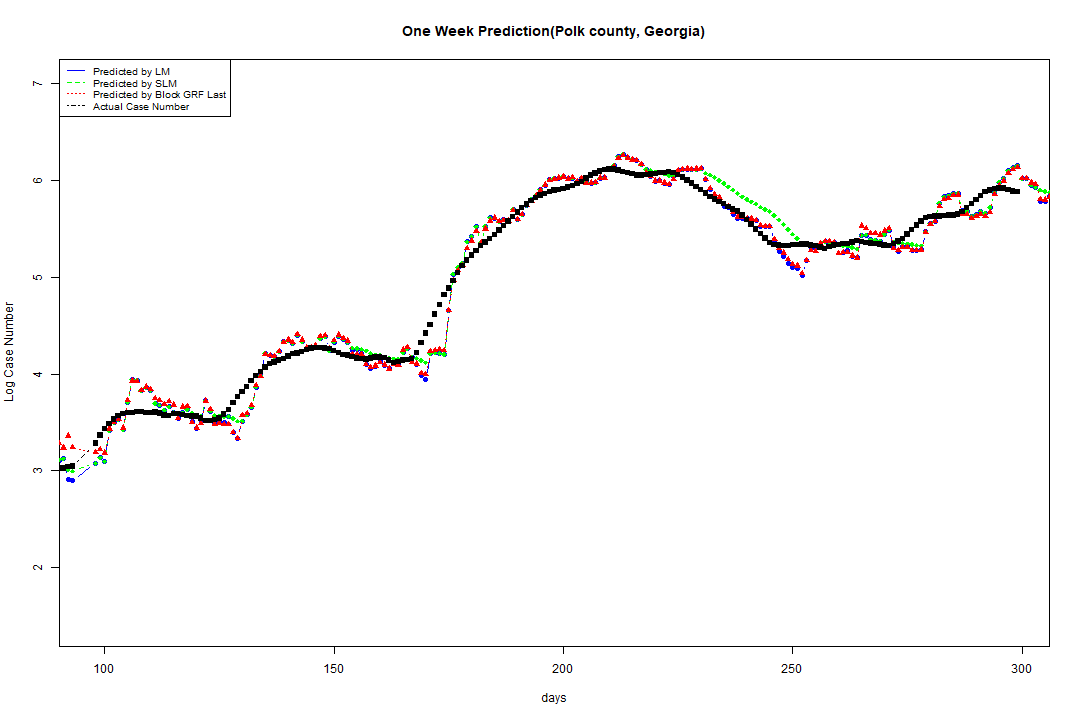 One Week Prediction(Polk county, Georgia)
Predicted by LM
Predicted by SLM
Predicted by Block GRF Last
Actual Case Number
7
6
5
4
3
2
Log Case Number
100 150 200 250 300
days